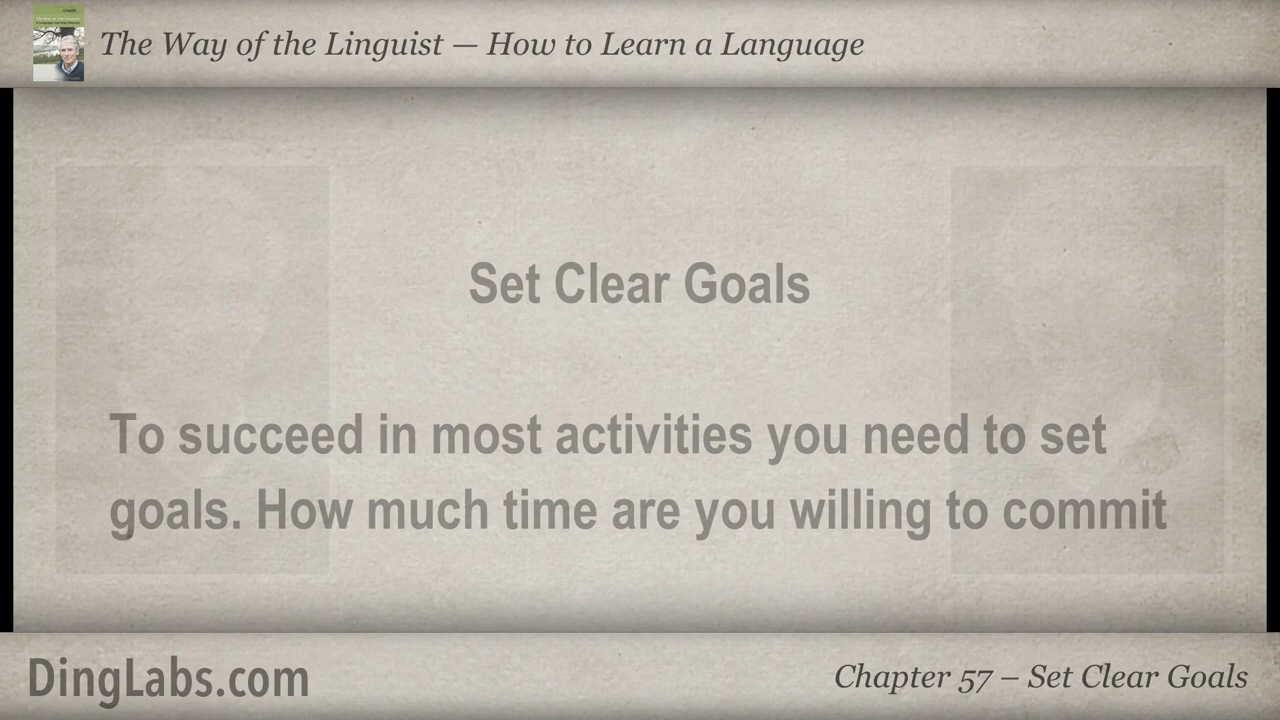 The Way of the Linguist — How to Learn a Language
Set Clear Goals
To succeed in most activities you need to set
goals. How much time are you willing to commit
DingLabs.com
Chapter 57 – Set Clear Goals